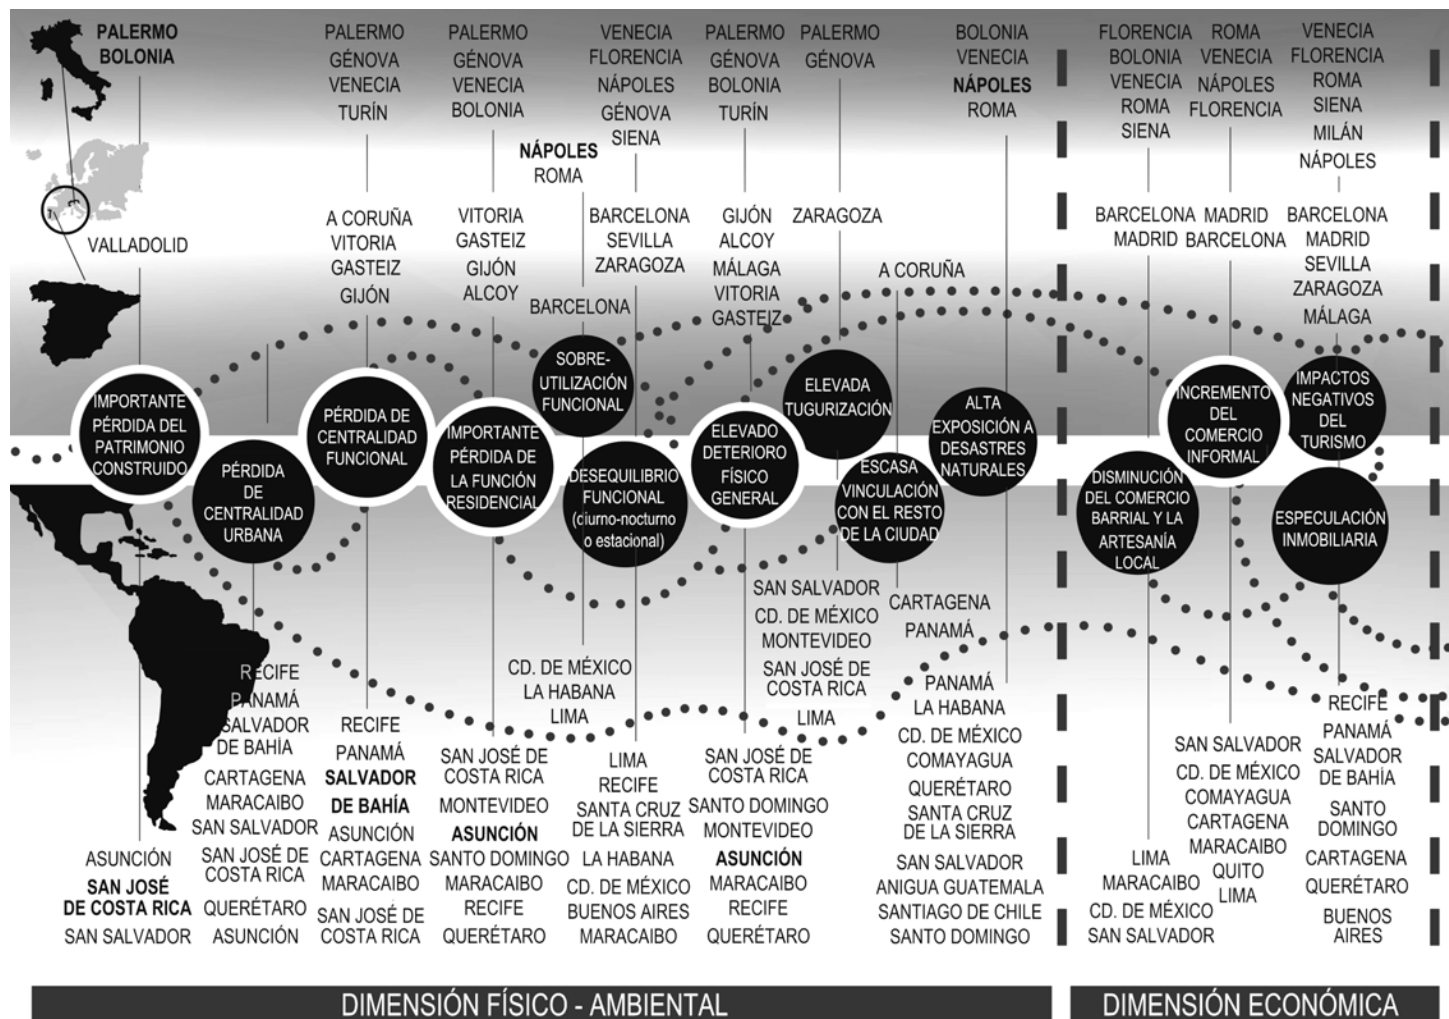 PALERMO
BOLONIA
VALLADOLID
PALERMO
GÉNOVA
VENECIA
TURÍN
A CORUÑA
VITORIA
GASTEIZ
GIJÓN
PALERMO
GÉNOVA
VENECIA
BOLONIA
VITORIA
GASTEIZ
GIJÓN
ALCOY
NÁPOLES
ROMA
BARCELONA
VENECIA
FLORENCIA
NÁPOLES
GÉNOVA
SIENA
BARCELONA
SEVILLA
ZARAGOZA
PALERMO
GÉNOVA
BOLONIA
TURÍN
GIJÓN
ALCOY
MÁLAGA
VITORIA
GASTEIZ
PALERMO
GÉNOVA
ZARAGOZA
A CORUÑA
BOLONIA
VENECIA
NÁPOLES
ROMA
FLORENCIA
BOLONIA
VENECIA
ROMA
SIENA
BARCELONA
MADRID
ROMA
VENECIA
NÁPOLES
FLORENCIA
MADRID
BARCELONA
VENECIA
FLORENCIA
ROMA
SIENA
MILÁN
NÁPOLES
BARCELONA
MADRID
SEVILLA
ZARAGOZA
MÁLAGA
IMPORTANTE
PÉRDIDA DEL
PATRIMONIO
CONSTRUIDO
PÉRDIDA
DE
CENTRALIDAD
URBANA
PÉRDIDA DE
CENTRALIDAD
FUNCIONAL
IMPORTANTE
PÉRDIDA DE
LA FUNCIÓN
RESIDENCIAL
SOBRE-
UTILIZACIÓN
FUNCIONAL
DESEQUILIBRIO
FUNCIONAL
(diurno-nocturno
o estacional)
ELEVADO
DETERIORO
FÍSICO
GENERAL
ELEVADA
TUGURIZACIÓN
ESCASA
VINCULACIÓN
CON EL RESTO
DE LA CIUDAD
ALTA
EXPOSICIÓN A
DESASTRES
NATURALES
DISMINUCIÓN
DEL COMERCIO
BARRIAL Y LA
ARTESANÍA
LOCAL
INCREMENTO
DEL
COMERCIO
INFORMAL
IMPACTOS
NEGATIVOS
DEL
TURISMO
ESPECULACIÓN
INMOBILIARIA
ASUNCIÓN
SAN JOSÉ
DE COSTA RICA
SAN SALVADOR
RECIFE
PANAMÁ
SALVADOR
DE BAHÍA
CARTAGENA
MARACAIBO
SAN SALVADOR
SAN JOSÉ DE
COSTA RICA
QUERÉTARO
ASUNCIÓN
RECIFE
PANAMÁ
SALVADOR
DE BAHÍA
ASUNCIÓN
CARTAGENA
MARACAIBO
SAN JOSÉ DE
COSTA RICA
SAN JOSÉ DE
COSTA RICA
MONTEVIDEO
ASUNCIÓN
SANTO DOMINGO
MARACAIBO
RECIFE
QUERÉTARO
CD. DE MÉXICO
LA HABANA
LIMA
LIMA
RECIFE
SANTA CRUZ
DE LA SIERRA
LA HABANA
CD. DE MÉXICO
BUENOS AIRES
MARACAIBO
SAN JOSÉ DE
COSTA RICA
SANTO DOMINGO
MONTEVIDEO
ASUNCIÓN
MARACAIBO
RECIFE
QUERÉTARO
SAN SALVADOR
CD. DE MÉXICO
MONTEVIDEO
SAN JOSÉ DE
COSTA RICA
LIMA
CARTAGENA
PANAMÁ
PANAMÁ
LA HABANA
CD. DE MÉXICO
COMAYAGUA
QUERÉTARO
SANTA CRUZ
DE LA SIERRA
SAN SALVADOR
ANIGUA GUATEMALA
SANTIAGO DE CHILE
SANTO DOMINGO
LIMA
MARACAIBO
CD. DE MÉXICO
SAN SALVADOR
SAN SALVADOR
CD. DE MÉXICO
COMAYAGUA
CARTAGENA
MARACAIBO
QUITO
LIMA
RECIFE
PANAMÁ
SALVADOR
DE BAHÍA
SANTO
DOMINGO
CARTAGENA
QUERÉTARO
BUENOS
AIRES
DIMENSIÓN FÍSICO - AMBIENTAL
DIMENSIÓN ECONÓMICA